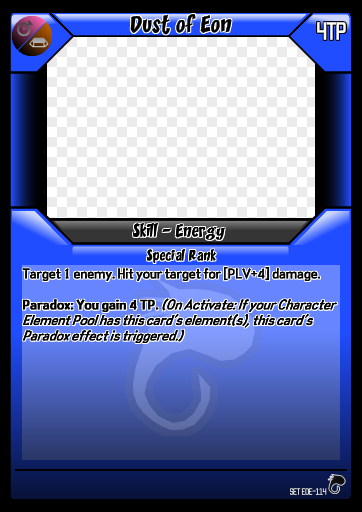 Dust of Eon
4TP
Skill - Energy
Special Rank
Target 1 enemy. Hit your target for [PLV+4] damage.
Paradox: You gain 4 TP. (On Activate: If your Character
Element Pool has this card's element(s), this card's
Paradox effect is triggered.)
SET EOE-114